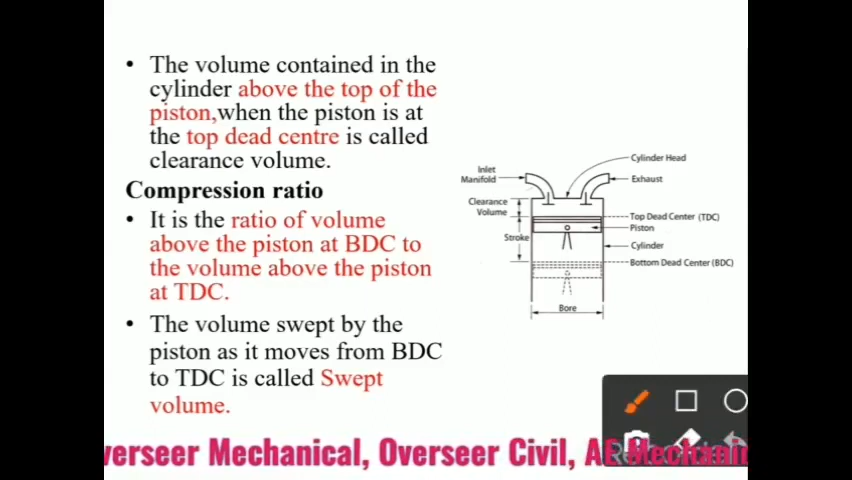 • The volume contained in the
cylinder above the top of the
piston,when the piston is at
the top dead centre is called
clearance volume.
Compression ratio
• It is the ratio of volume
above the piston at BDC to
the volume above the piston
at TDC.
• The volume swept by the
piston as it moves from BDC
to TDC is called Swept
volume.
Cylinder Head
Inlet
Manifold
Exhaust
Clearance
Volume
Top Dead Center (TDC)
Piston
Stroke
Cylinder
Bottom Dead Center (BDC)
Bore
verseer Mechanical, Overseer Civil, AE Mechani